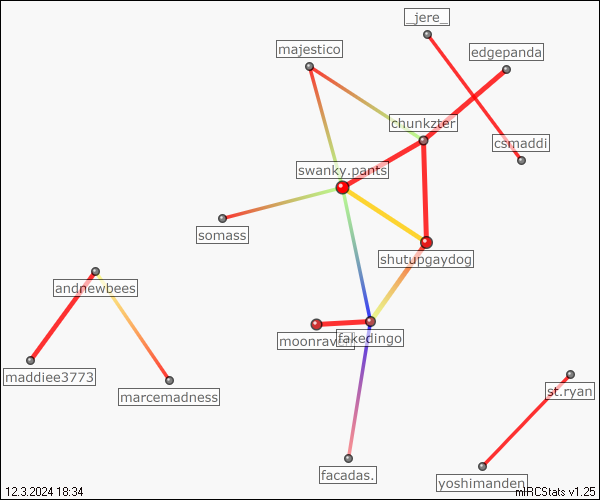 _jere_
majestico
edgepanda
chunkzter
csmaddi
swanky.pants
somass
shutupgaydog
andnewbees
fakedingo
maddiee3773
st.ryan
marcemadness
facadas.
yoshimanden
12.3.2024 18:34
mIRCStats v1.25